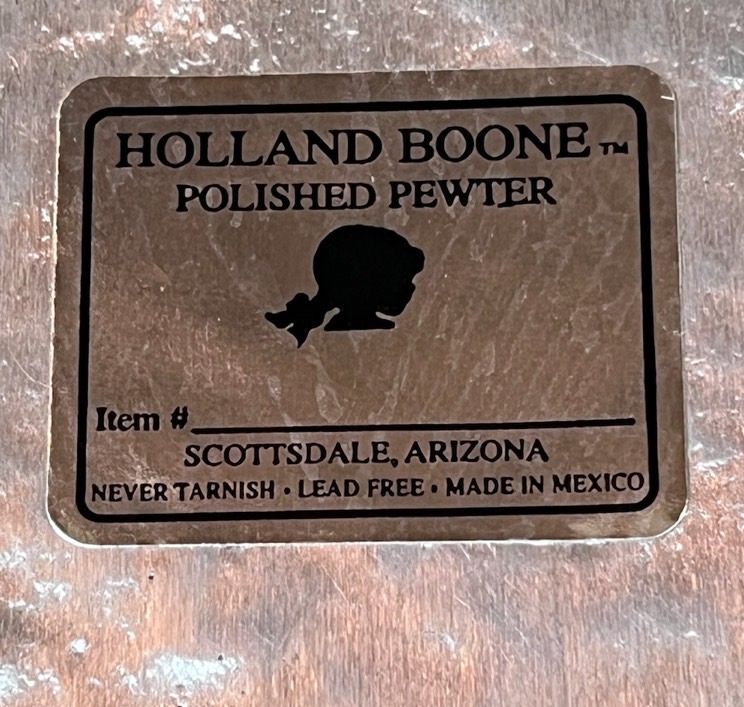 HOLLAND BOONE™
POLISHED PEWTER
Item #
SCOTTSDALE, ARIZONA
NEVER TARNISH • LEAD FREE • MADE IN MEXICO